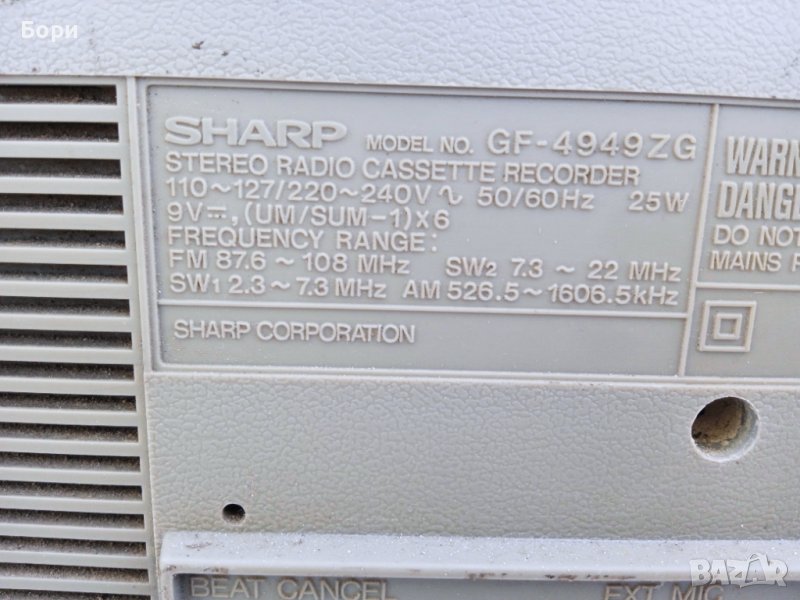 Бори
SHARP MODEL NO. GF-4949ZG
STEREO RADIO CASSETTE RECORDER
110~127/220~240V ∿ 50/60Hz 25W
9V⎓, (UM/SUM-1)X6
FREQUENCY RANGE:
FM 87.6 ~ 108 MHz SW2 7.3 ~ 22 MHz
SW1 2.3~7.3 MHz AM 526.5~1606.5kHz
SHARP CORPORATION
DO NOT
MAINS
BEAT CANCEL
EXT MIC
BAZAR